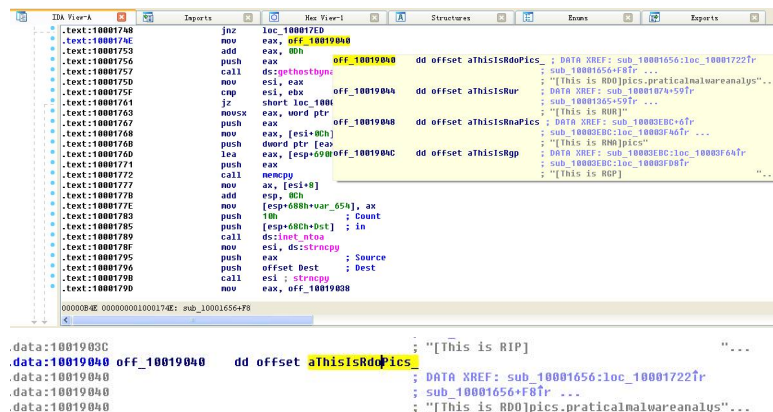 IDA View-A Imports Hex View-1 Structures Enums Exports
.text:10001748 jnz loc_100017ED
.text:1000174E mov eax, off_10019040
.text:10001753 add eax, 0Dh
.text:10001756 push eax
.text:10001757 call ds:gethostbyna
.text:1000175D mov esi, eax
.text:1000175F cmp esi, ebx
.text:10001761 jz short loc_100
.text:10001763 movsx eax, word ptr
.text:10001767 push eax
.text:10001768 mov eax, [esi+0Ch]
.text:1000176B push dword ptr [eax
.text:1000176D lea eax, [esp+690h
.text:10001771 push eax
.text:10001772 call memcpy
.text:10001777 mov ax, [esi+8]
.text:1000177B add esp, 0Ch
.text:1000177E mov [esp+688h+var_654], ax
.text:10001783 push 10h ; Count
.text:10001785 push [esp+68Ch+Dst] ; in
.text:10001789 call ds:inet_ntoa
.text:1000178F mov esi, ds:strncpy
.text:10001795 push eax ; Source
.text:10001796 push offset Dest ; Dest
.text:1000179B call esi ; strncpy
.text:1000179D mov eax, off_10019038
off_10019040 dd offset aThisIsRdoPics_ ; DATA XREF: sub_10001656:loc_10001722↑r
; sub_10001656+F8↑r ...
; "[This is RDO]pics.praticalmalwareanalys"...
off_10019044 dd offset aThisIsRur ; DATA XREF: sub_10001074+59↑r
; sub_10001365+59↑r ...
; "[This is RUR]"
off_10019048 dd offset aThisIsRnaPics ; DATA XREF: sub_10003EBC+6↑r
; sub_10003EBC:loc_10003F46↑r ...
; "[This is RNA]pics"
off_1001904C dd offset aThisIsRgp ; DATA XREF: sub_10003EBC:loc_10003F64↑r
; sub_10003EBC:loc_10003FD8↑r
; "[This is RGP] "...
00000B4E 000000001000174E: sub_10001656+F8
.data:1001903C ; "[This is RIP] "...
.data:10019040 off_10019040 dd offset aThisIsRdoPics_
.data:10019040 ; DATA XREF: sub_10001656:loc_10001722↑r
.data:10019040 ; sub_10001656+F8↑r ...
.data:10019040 ; "[This is RDO]pics.praticalmalwareanalys"...